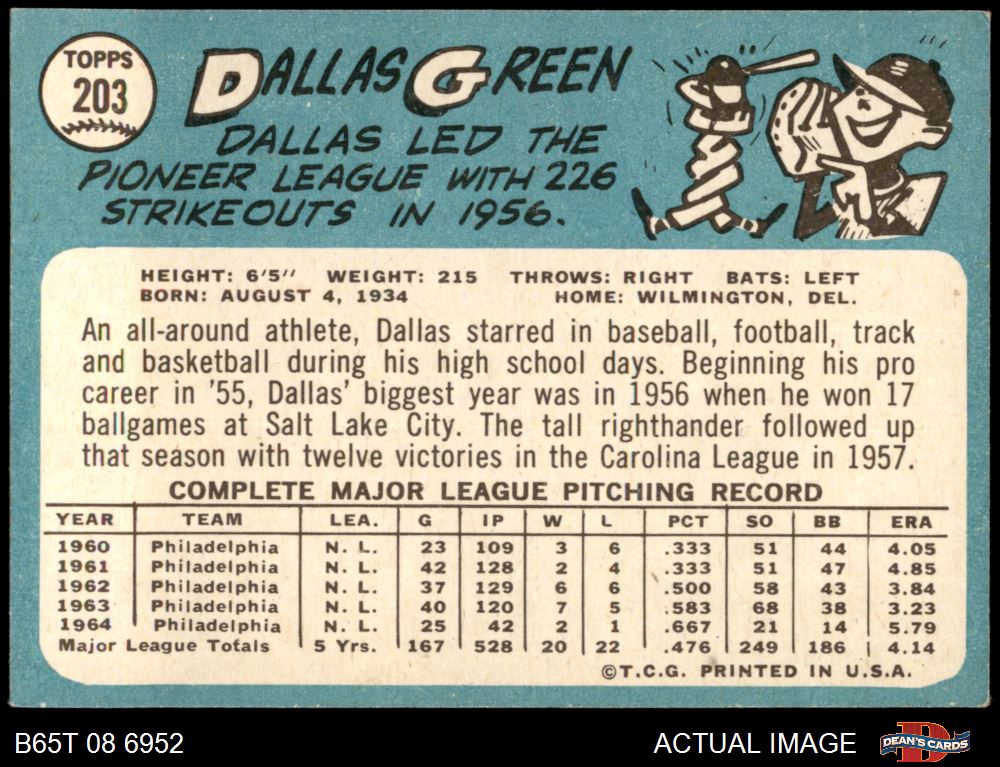 TOPPS
203
DALLAS GREEN
DALLAS LED THE
PIONEER LEAGUE WITH 226
STRIKEOUTS IN 1956.
HEIGHT: 6'5" WEIGHT: 215 THROWS: RIGHT BATS: LEFT
BORN: AUGUST 4, 1934 HOME: WILMINGTON, DEL.
An all-around athlete, Dallas starred in baseball, football, track
and basketball during his high school days. Beginning his pro
career in '55, Dallas' biggest year was in 1956 when he won 17
ballgames at Salt Lake City. The tall righthander followed up
that season with twelve victories in the Carolina League in 1957.
COMPLETE MAJOR LEAGUE PITCHING RECORD
YEAR TEAM LEA. G IP W L PCT SO BB ERA
1960 Philadelphia N. L. 23 109 3 6 .333 51 44 4.05
1961 Philadelphia N. L. 42 128 2 4 .333 51 47 4.85
1962 Philadelphia N. L. 37 129 6 6 .500 58 43 3.84
1963 Philadelphia N. L. 40 120 7 5 .583 68 38 3.23
1964 Philadelphia N. L. 25 42 2 1 .667 21 14 5.79
Major League Totals 5 Yrs. 167 528 20 22 .476 249 186 4.14
©T.C.G. PRINTED IN U.S.A.
B65T 08 6952 ACTUAL IMAGE DEAN'S CARDS